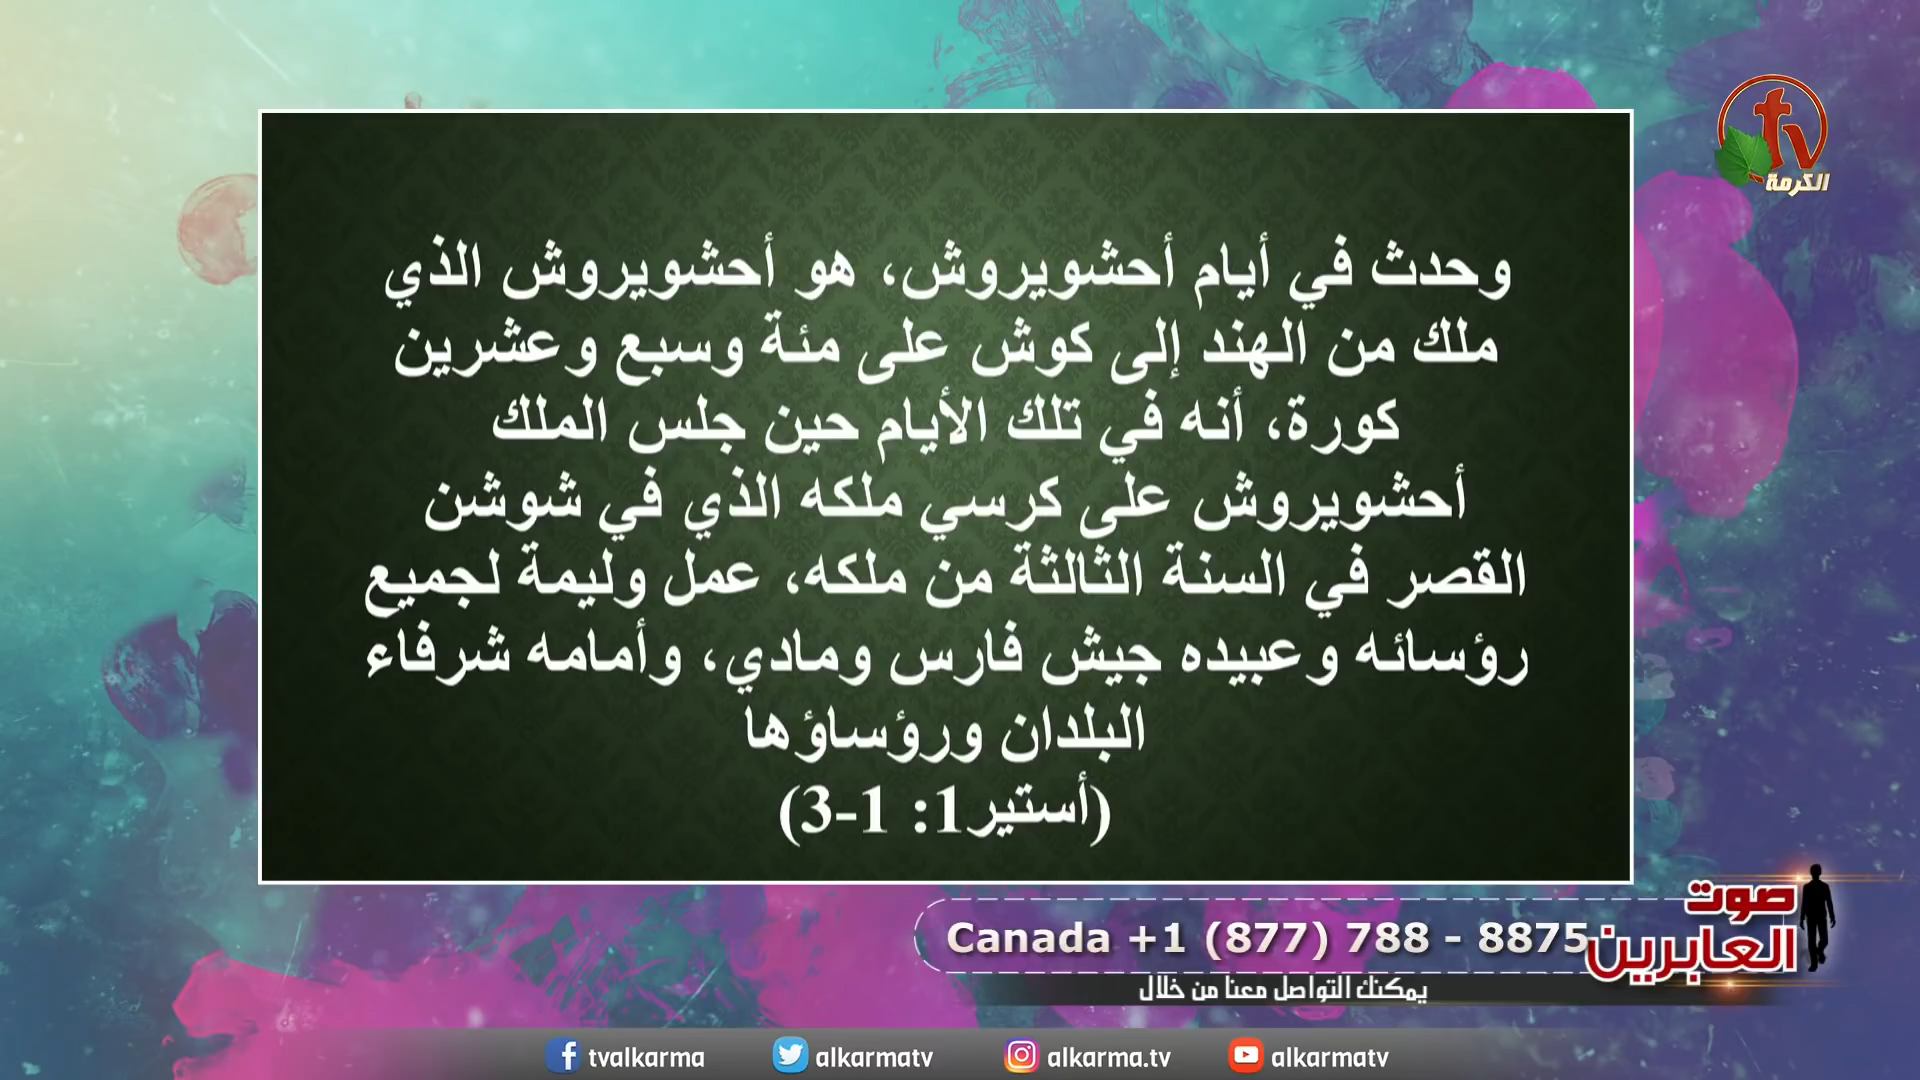 tv
الكرمة
وحدث في أيام أحشويروش، هو أحشويروش الذي
ملك من الهند إلى كوش على مئة وسبع وعشرين
كورة، أنه في تلك الأيام حين جلس الملك
أحشويروش على كرسي ملكه الذي في شوشن
القصر في السنة الثالثة من ملكه، عمل وليمة لجميع
رؤسائه وعبيده جيش فارس ومادي، وأمامه شرفاء
البلدان ورؤساؤها
(أستير1: 1-3)
صوت
العابرين
Canada +1 (877) 788 - 8875
يمكنك التواصل معنا من خلال
tvalkarma
alkarmatv
alkarma.tv
alkarmatv